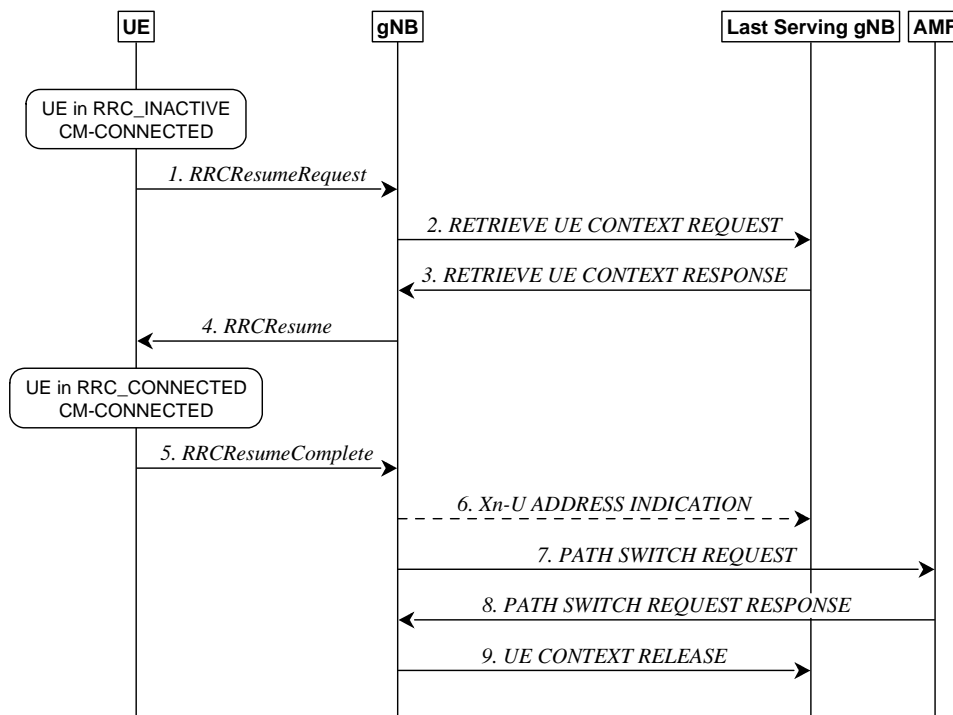 UE
gNB
Last Serving gNB
AMF
UE in RRC_INACTIVE
CM-CONNECTED
1. RRCResumeRequest
2. RETRIEVE UE CONTEXT REQUEST
3. RETRIEVE UE CONTEXT RESPONSE
4. RRCResume
UE in RRC_CONNECTED
CM-CONNECTED
5. RRCResumeComplete
6. Xn-U ADDRESS INDICATION
7. PATH SWITCH REQUEST
8. PATH SWITCH REQUEST RESPONSE
9. UE CONTEXT RELEASE